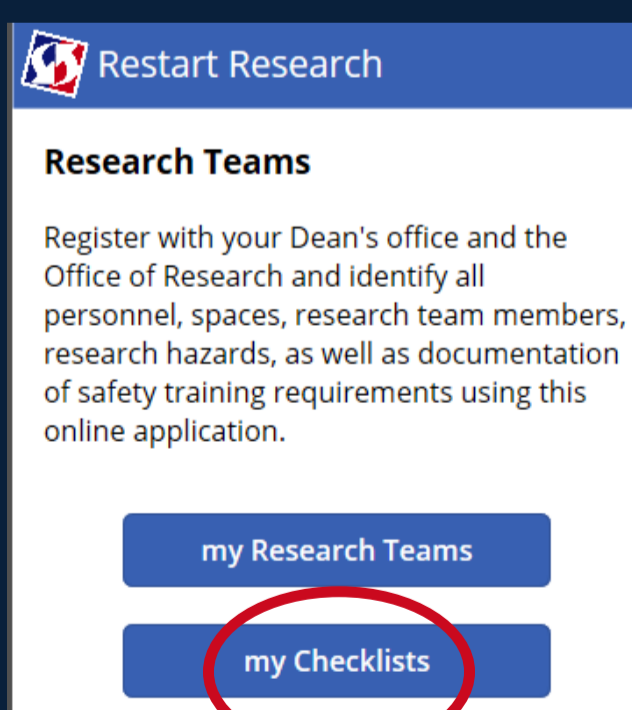 Restart Research
Research Teams
Register with your Dean's office and the
Office of Research and identify all
personnel, spaces, research team members,
research hazards, as well as documentation
of safety training requirements using this
online application.
my Research Teams
my Checklists